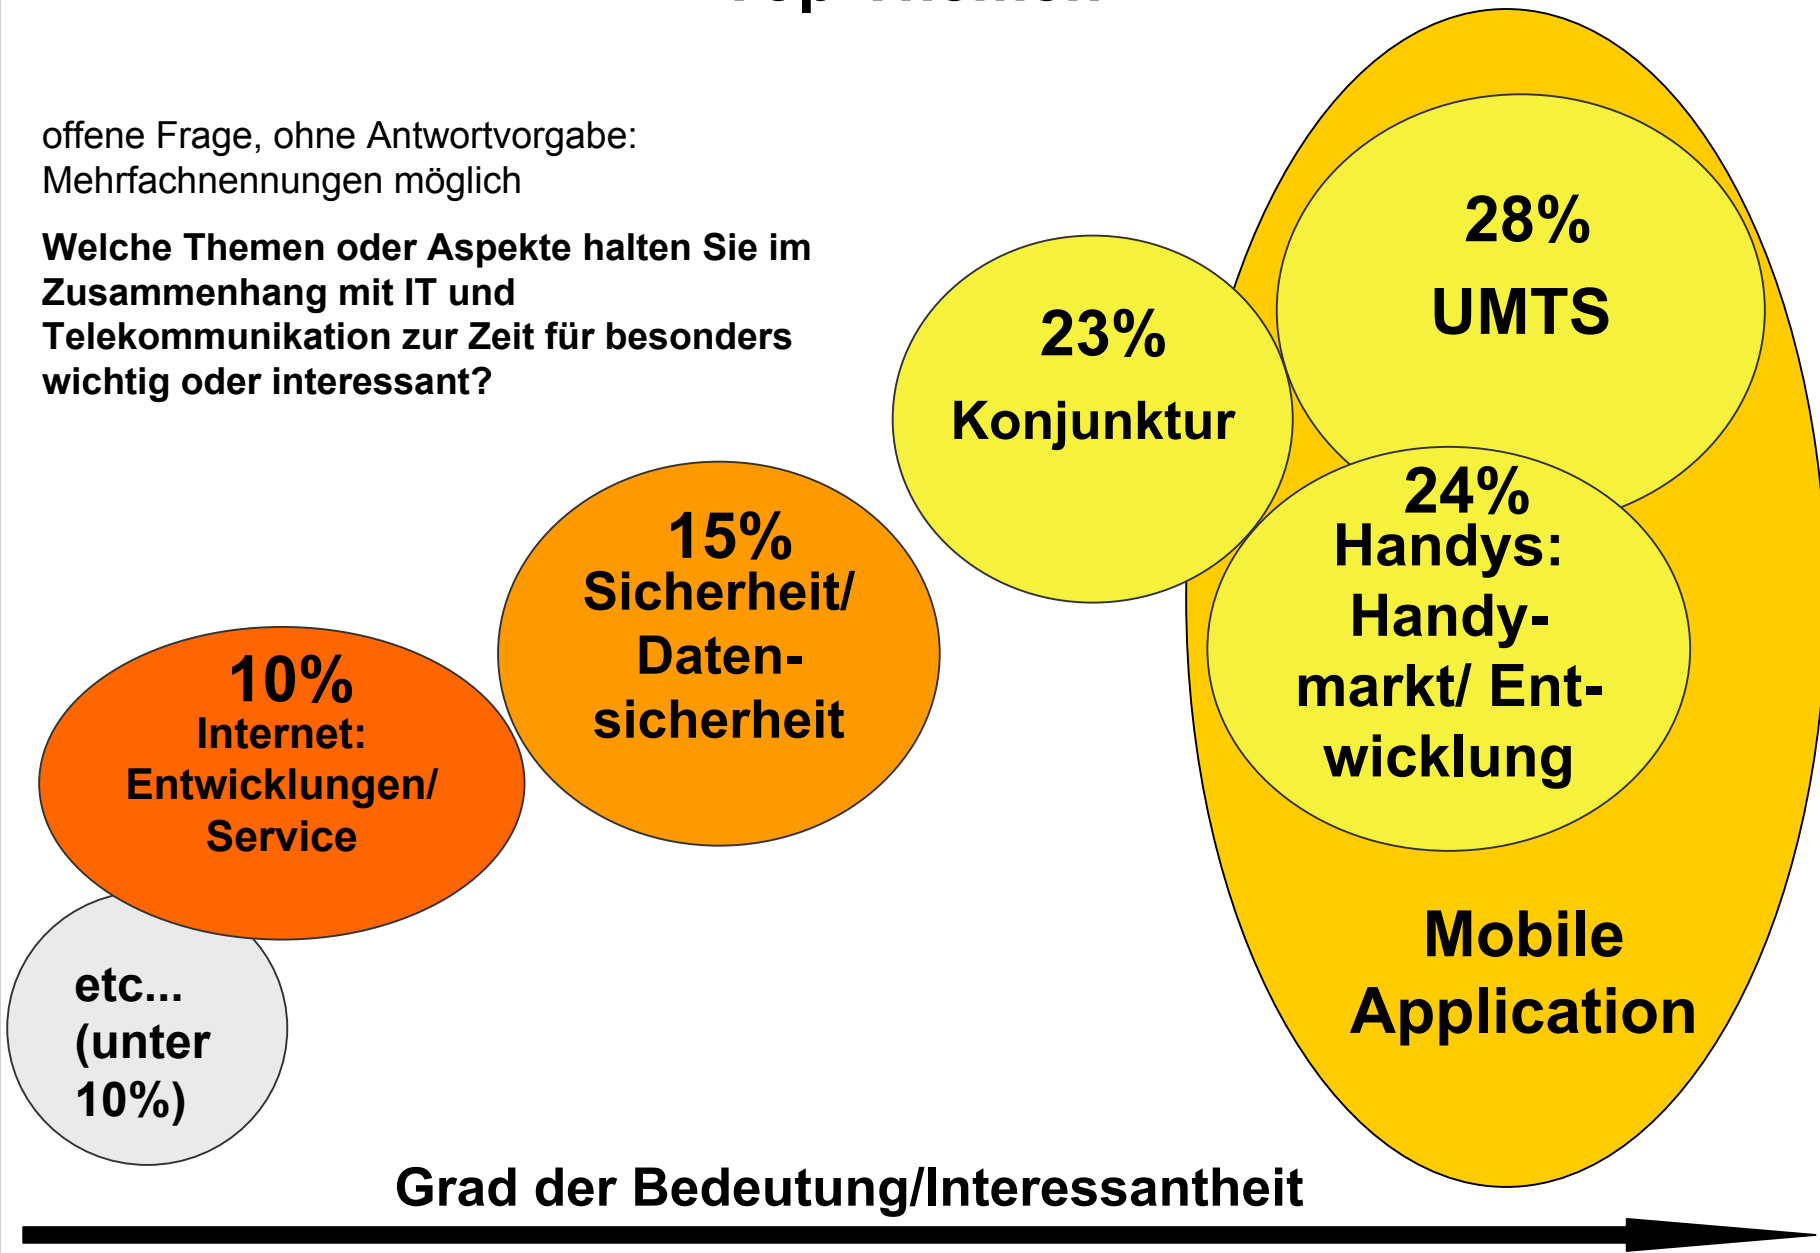 Top-Themen
offene Frage, ohne Antwortvorgabe:
Mehrfachnennungen möglich
Welche Themen oder Aspekte halten Sie im
Zusammenhang mit IT und
Telekommunikation zur Zeit für besonders
wichtig oder interessant?
28%
UMTS
23%
Konjunktur
24%
Handys:
Handy-
markt/ Ent-
wicklung
15%
Sicherheit/
Daten-
sicherheit
10%
Internet:
Entwicklungen/
Service
Mobile
Application
etc...
(unter
10%)
Grad der Bedeutung/Interessantheit